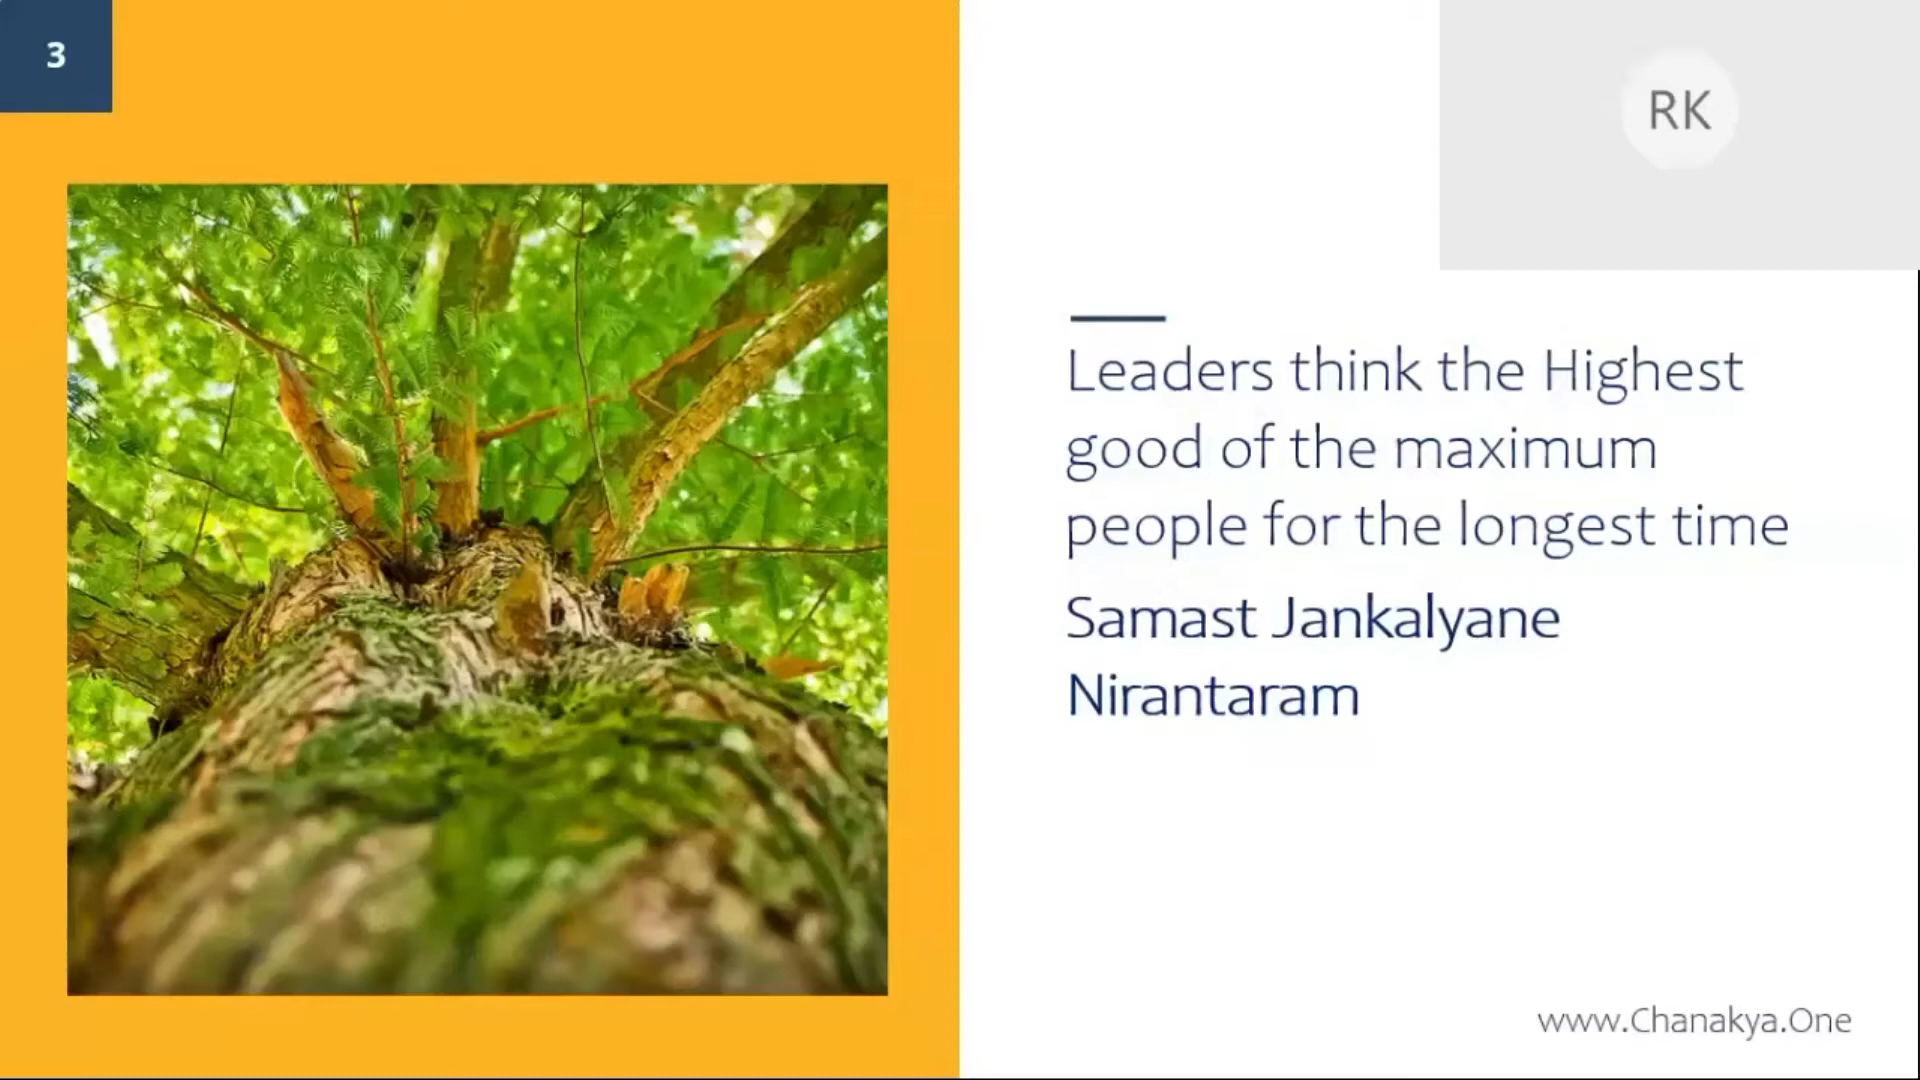 3
RK
Leaders think the Highest
good of the maximum
people for the longest time
Samast Jankalyane
Nirantaram
www.Chanakya.One